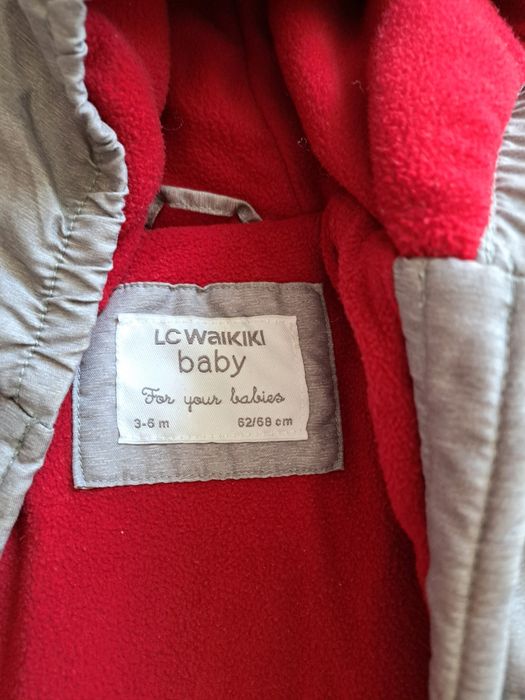 LC WAIKIKI
baby
For your babies
3-6 m 62/68 cm